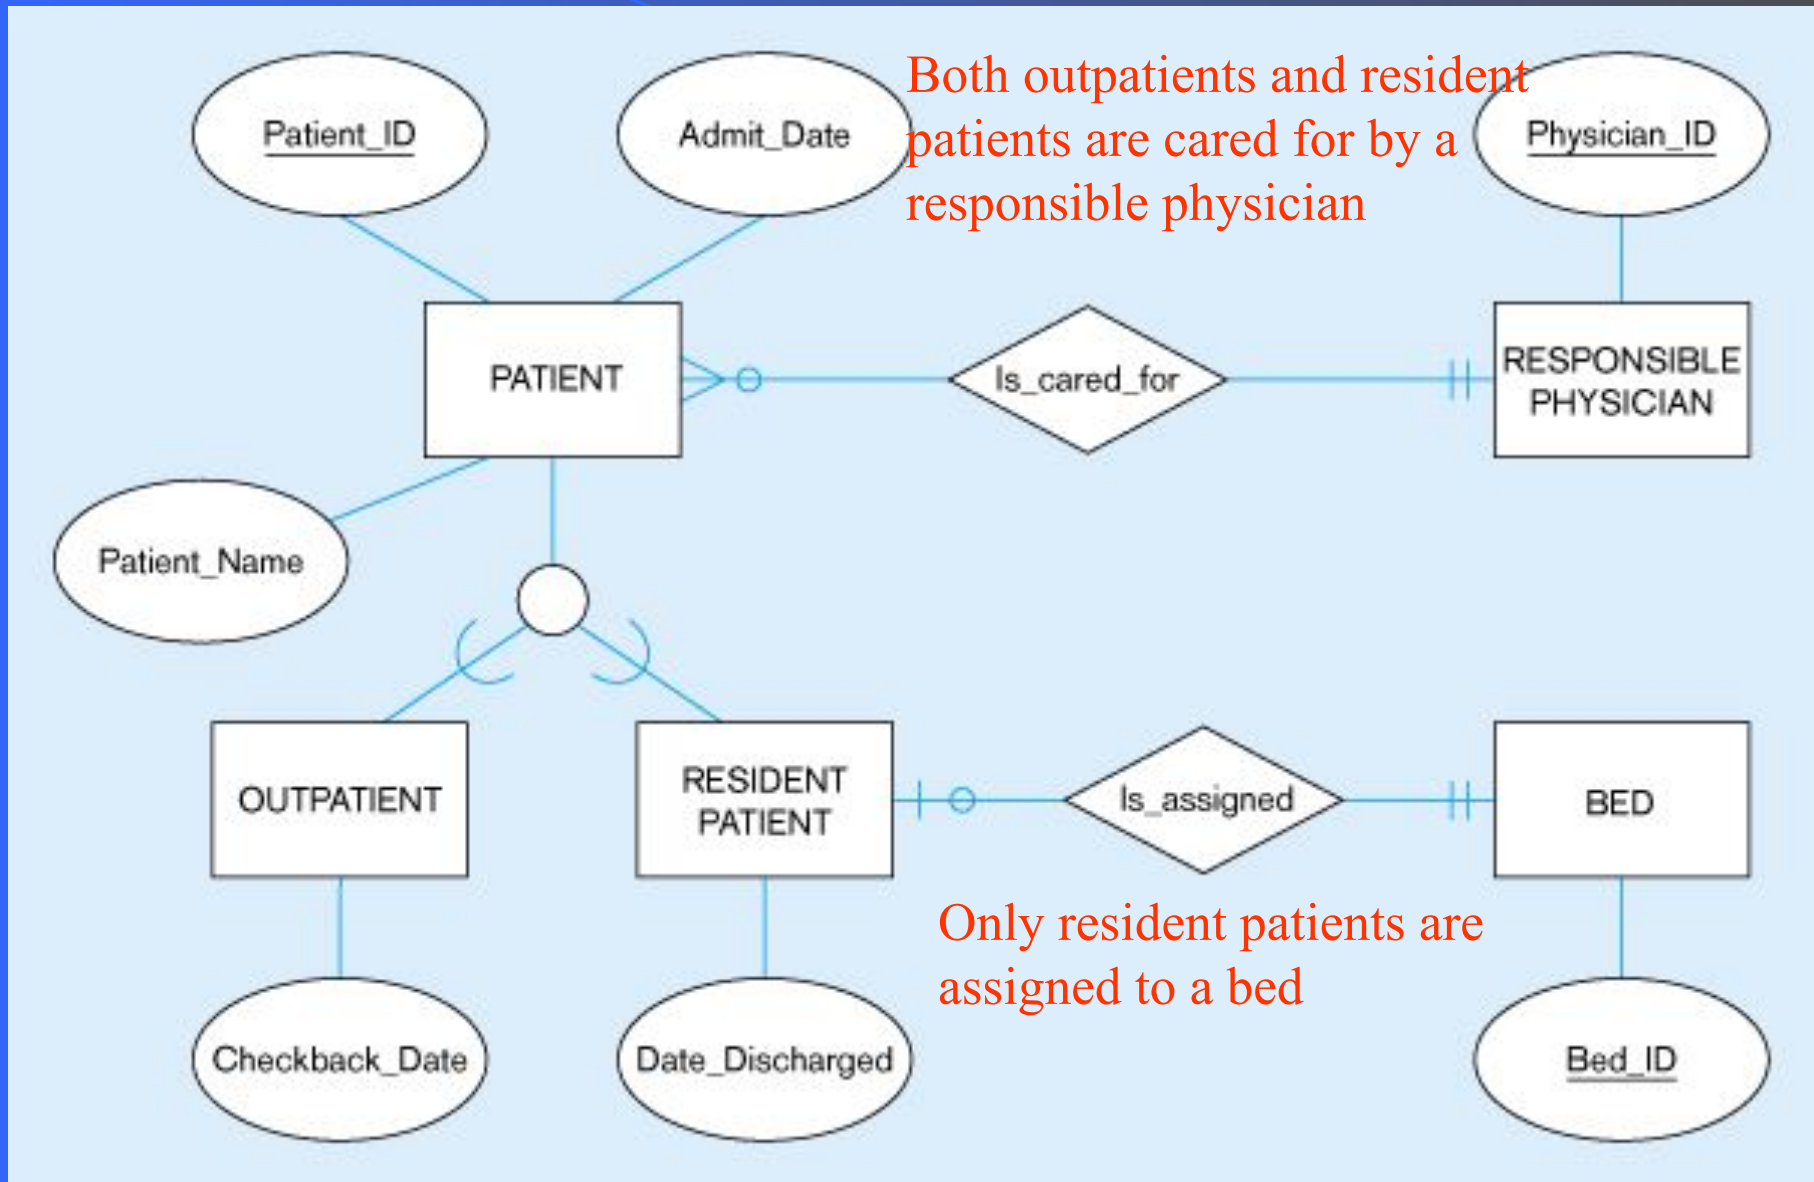 Patient_ID
Admit_Date
Both outpatients and resident
patients are cared for by a
responsible physician
Physician_ID
PATIENT
Is_cared_for
RESPONSIBLE
PHYSICIAN
Patient_Name
OUTPATIENT
RESIDENT
PATIENT
Is_assigned
BED
Only resident patients are
assigned to a bed
Checkback_Date
Date_Discharged
Bed_ID